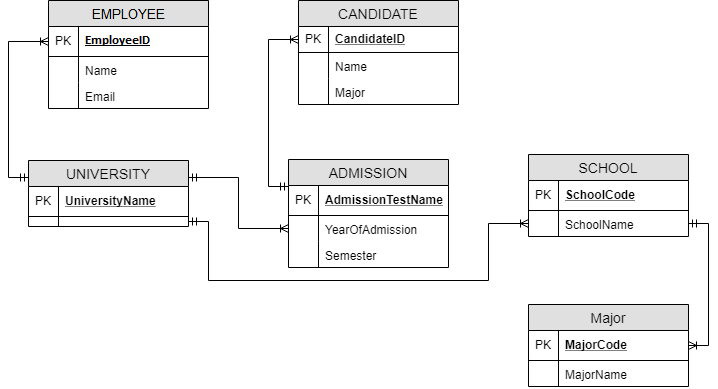 EMPLOYEE
PK EmployeeID
Name
Email
CANDIDATE
PK CandidateID
Name
Major
UNIVERSITY
PK UniversityName
ADMISSION
PK AdmissionTestName
YearOfAdmission
Semester
SCHOOL
PK SchoolCode
SchoolName
Major
PK MajorCode
MajorName